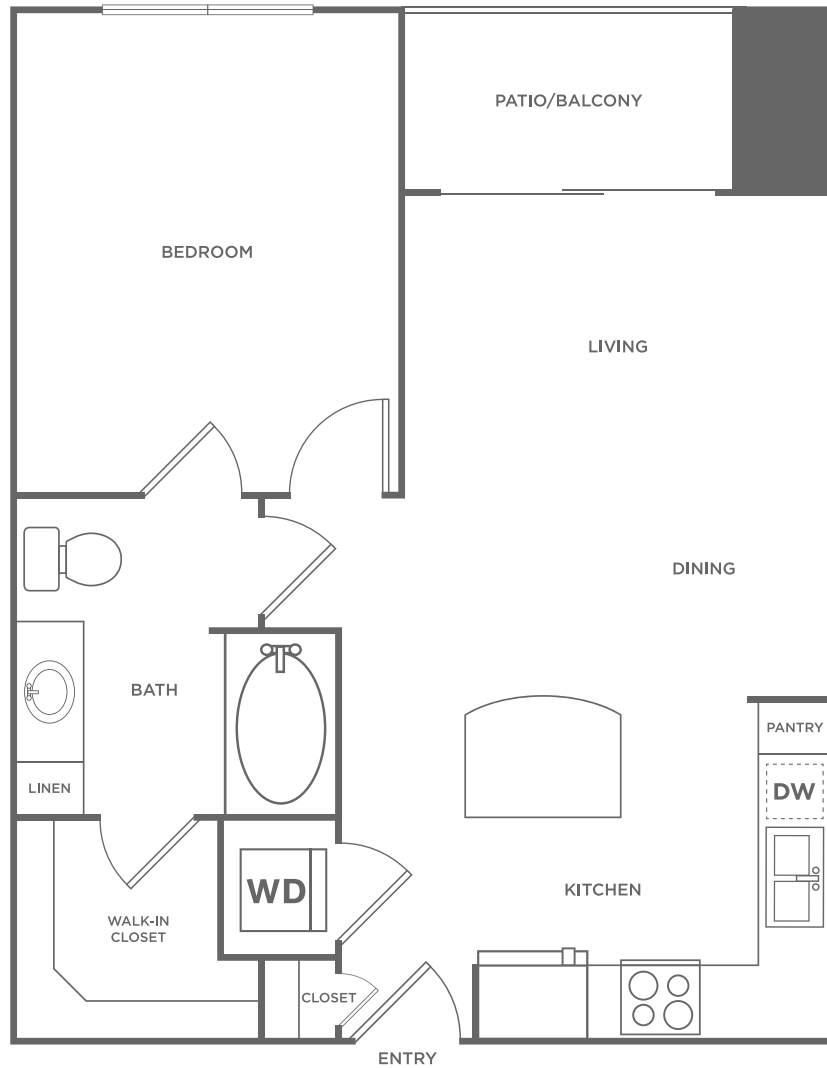 PATIO/BALCONY
BEDROOM
LIVING
DINING
BATH
PANTRY
LINEN
DW
WD
KITCHEN
WALK-IN
CLOSET
CLOSET
ENTRY